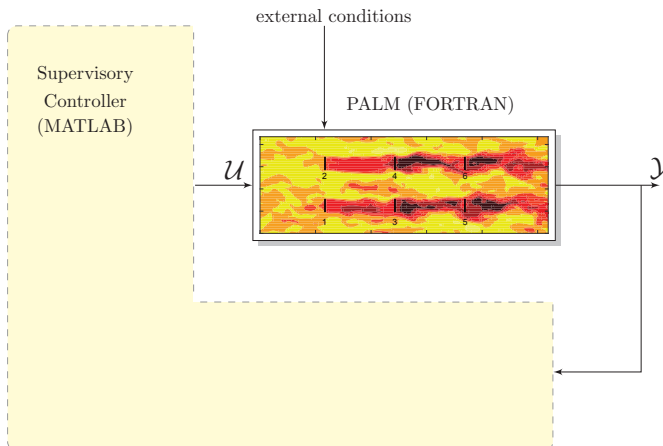 external conditions
Supervisory
Controller
(MATLAB)
PALM (FORTRAN)
𝒰
𝒴
2 4 6
1 3 5